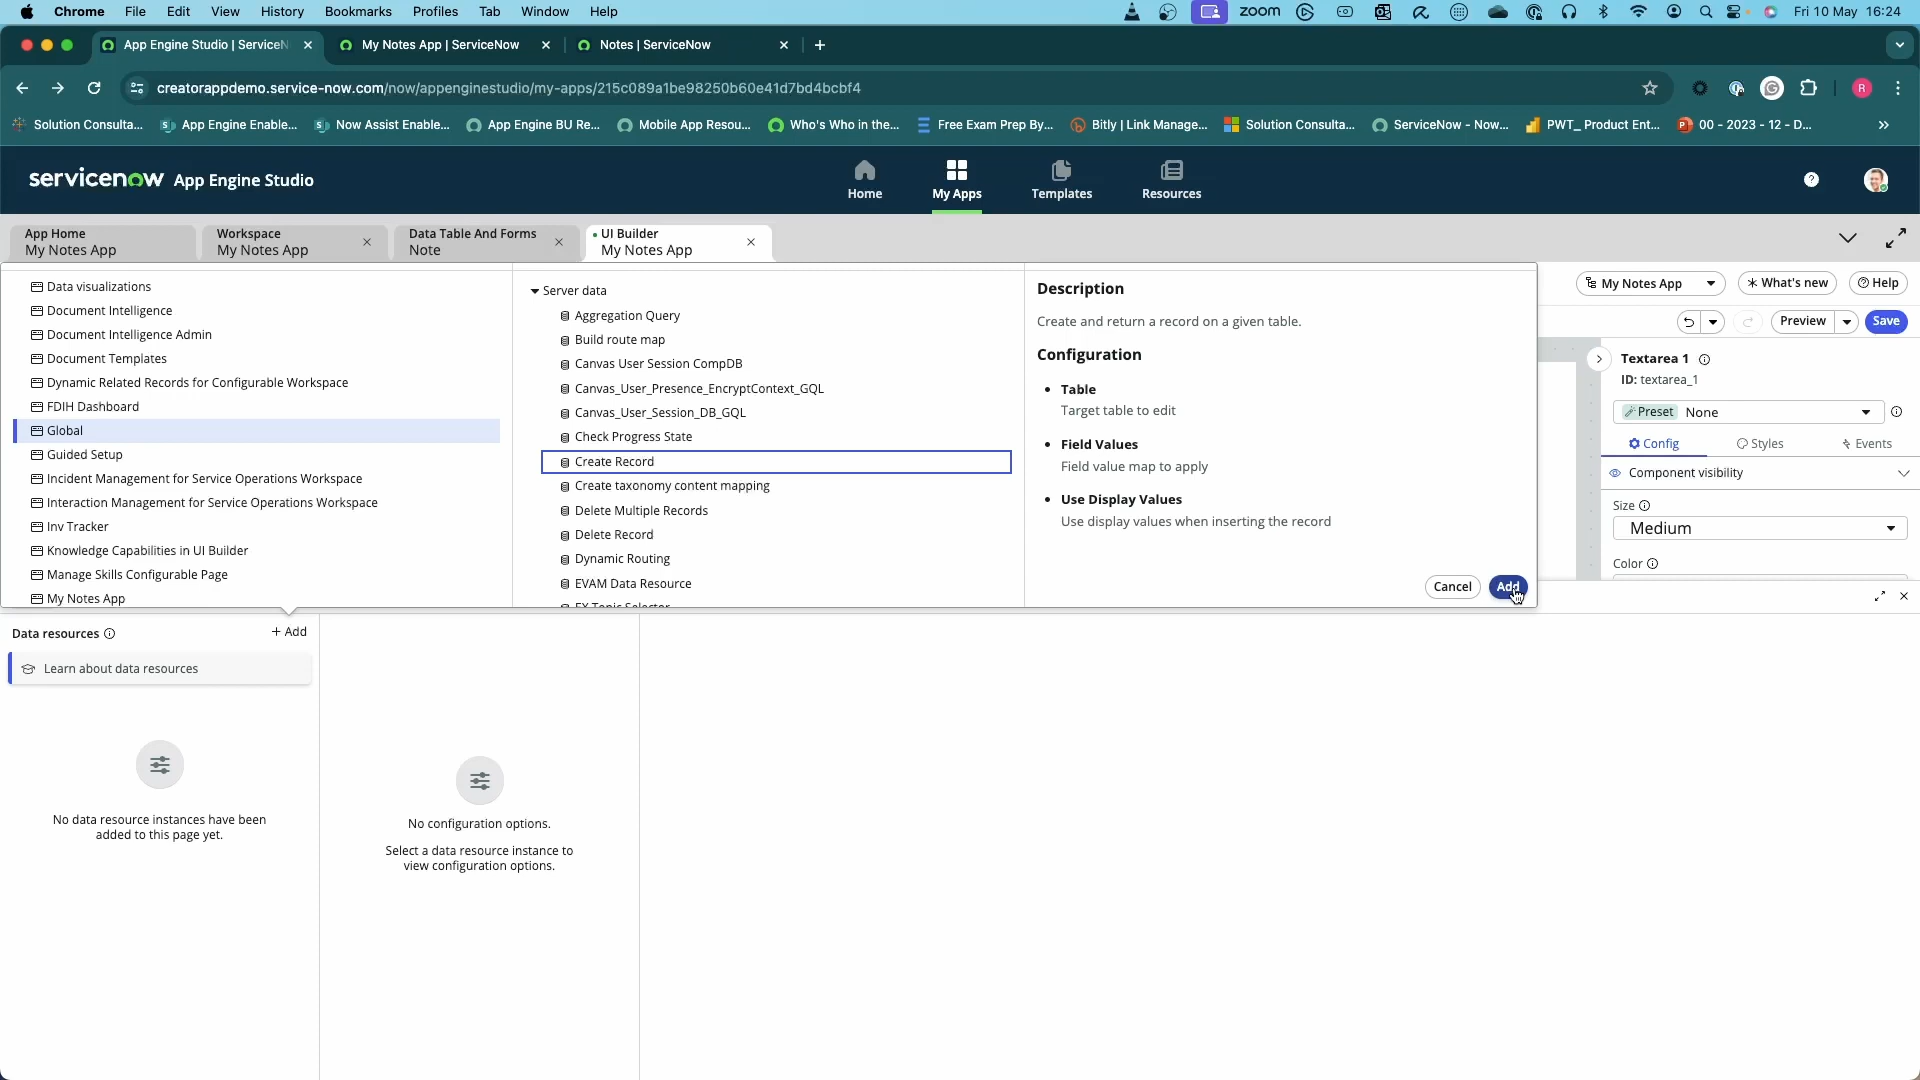 Chrome File Edit View History Bookmarks Profiles Tab Window Help zoom Fri 10 May 16:24
App Engine Studio | ServiceN My Notes App | ServiceNow Notes | ServiceNow
creatorappdemo.service-now.com/now/appenginestudio/my-apps/215c089a1be98250b60e41d7bd4bcbf4 G R
Solution Consulta... App Engine Enable... Now Assist Enable... App Engine BU Re... Mobile App Resou... Who's Who in the... Free Exam Prep By... Bitly | Link Manage... Solution Consulta... ServiceNow - Now... PWT_ Product Ent... 00 - 2023 - 12 - D...
servicenow App Engine Studio
Home My Apps Templates Resources
App Home
My Notes App
Workspace
My Notes App
Data Table And Forms
Note
UI Builder
My Notes App
Data visualizations
Document Intelligence
Document Intelligence Admin
Document Templates
Dynamic Related Records for Configurable Workspace
FDIH Dashboard
Global
Guided Setup
Incident Management for Service Operations Workspace
Interaction Management for Service Operations Workspace
Inv Tracker
Knowledge Capabilities in UI Builder
Manage Skills Configurable Page
My Notes App
Server data
Aggregation Query
Build route map
Canvas User Session CompDB
Canvas_User_Presence_EncryptContext_GQL
Canvas_User_Session_DB_GQL
Check Progress State
Create Record
Create taxonomy content mapping
Delete Multiple Records
Delete Record
Dynamic Routing
EVAM Data Resource
EX Topic Selector
Description
Create and return a record on a given table.
Configuration
• Table
Target table to edit
• Field Values
Field value map to apply
• Use Display Values
Use display values when inserting the record
Cancel Add
My Notes App What's new Help
Preview Save
Textarea 1
ID: textarea_1
Preset None
Config Styles Events
Component visibility
Size
Medium
Color
Data resources + Add
Learn about data resources
No data resource instances have been
added to this page yet.
No configuration options.
Select a data resource instance to
view configuration options.